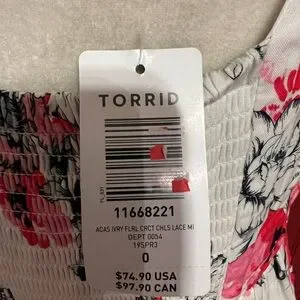 TORRID
11668221
ACAS IVRY FLRL CRCT CHLS LACE MI
DEPT 0054
19SPR3
0
$74.90 USA
$97.90 CAN